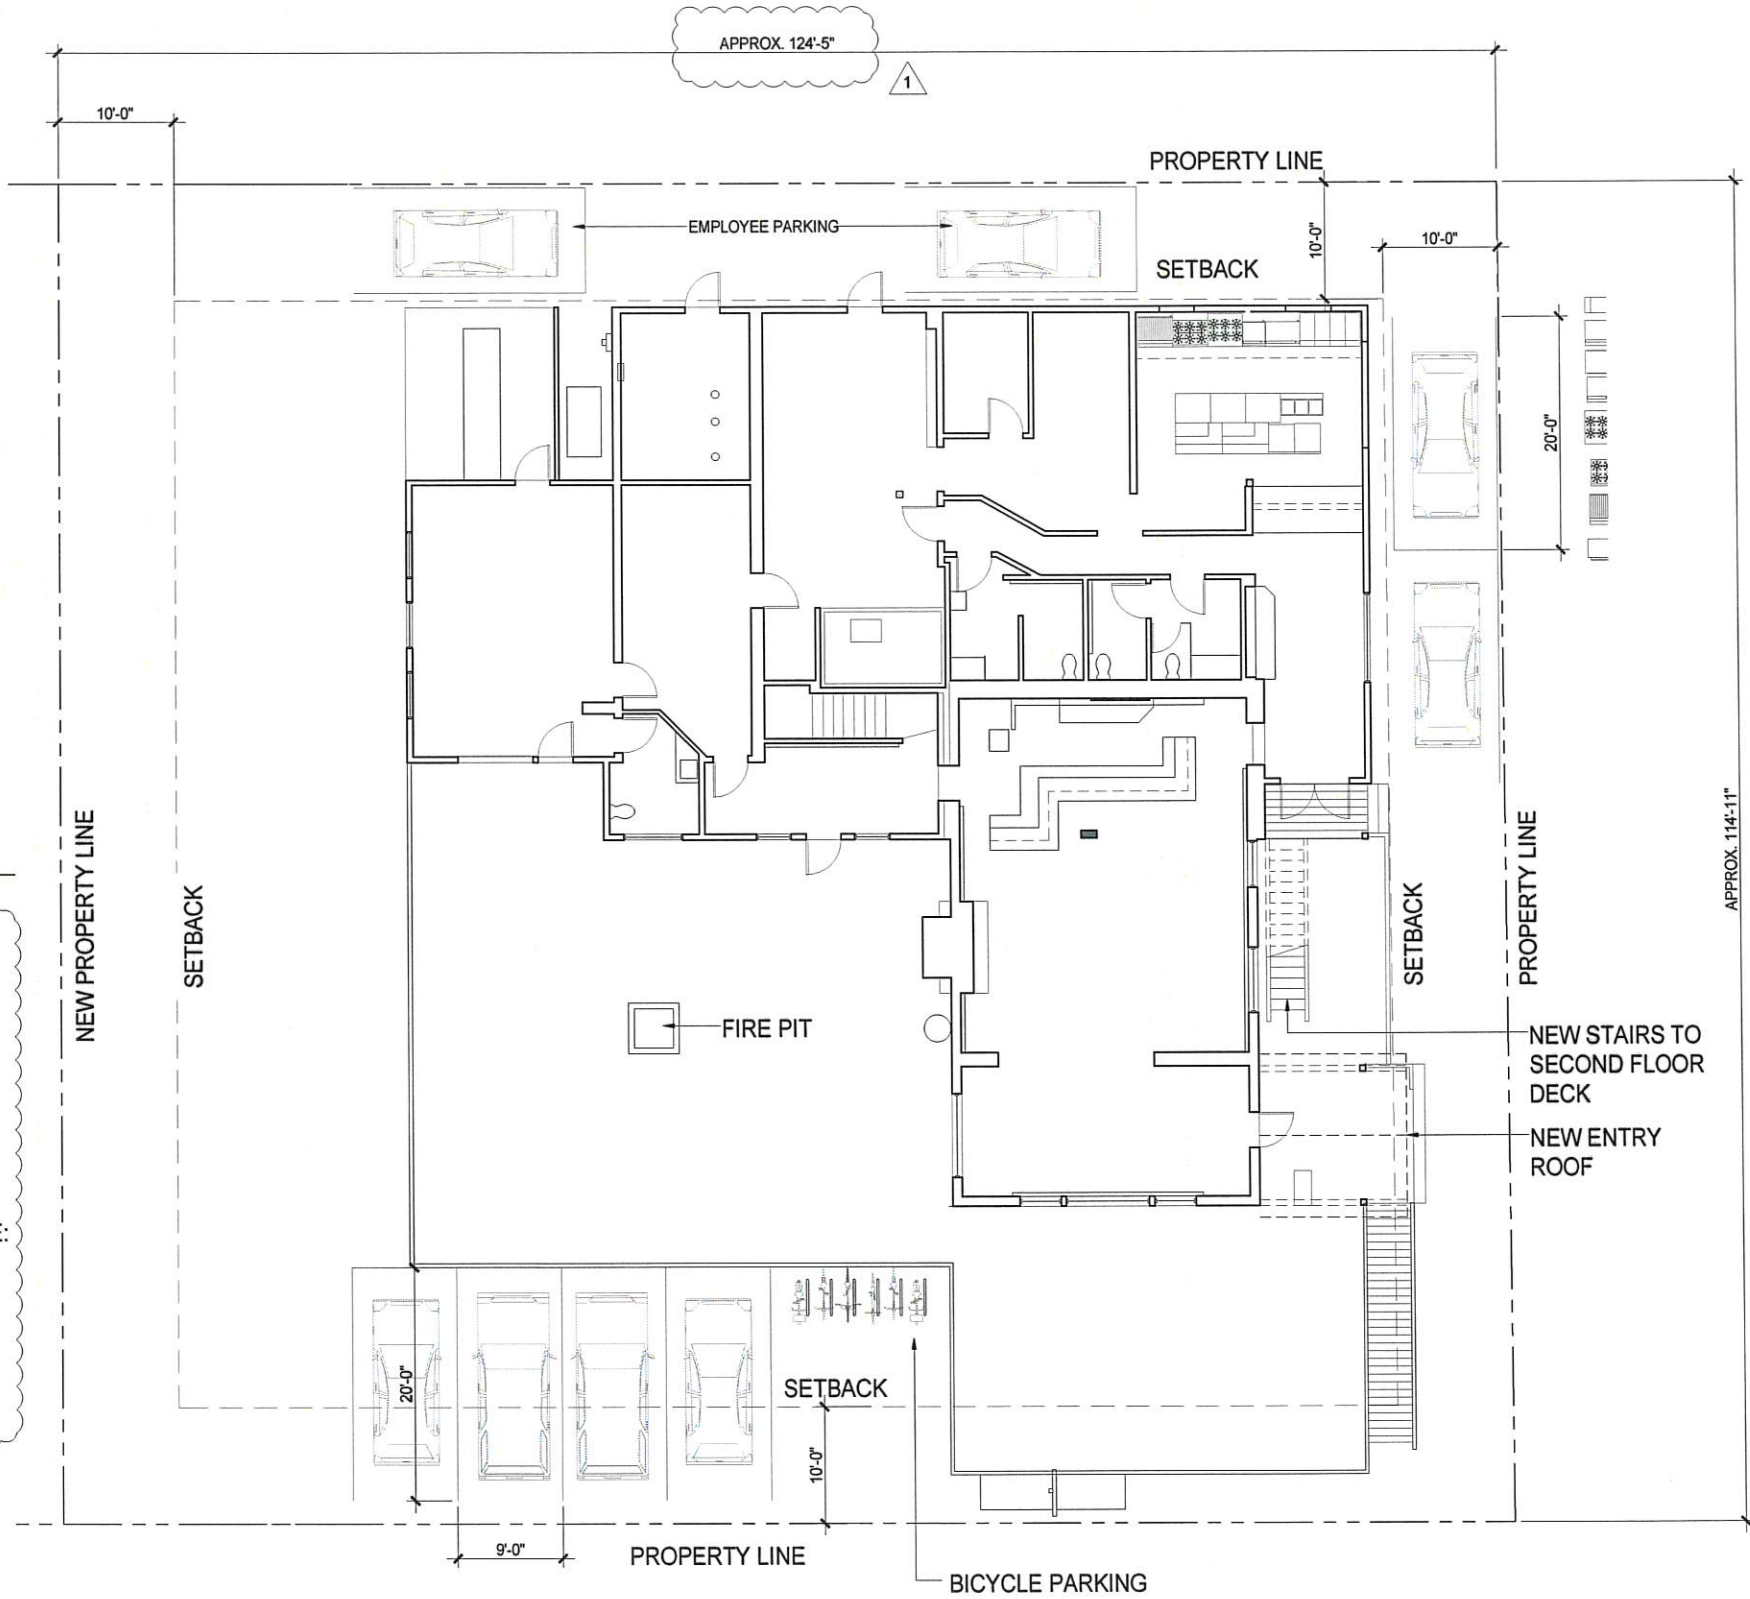 APPROX. 124'-5"
1
10'-0"
PROPERTY LINE
EMPLOYEE PARKING
10'-0"
10'-0"
SETBACK
20'-0"
NEW PROPERTY LINE
SETBACK
SETBACK
PROPERTY LINE
APPROX. 114'-11"
FIRE PIT
NEW STAIRS TO
SECOND FLOOR
DECK
NEW ENTRY
ROOF
20'-0"
SETBACK
10'-0"
9'-0"
PROPERTY LINE
BICYCLE PARKING